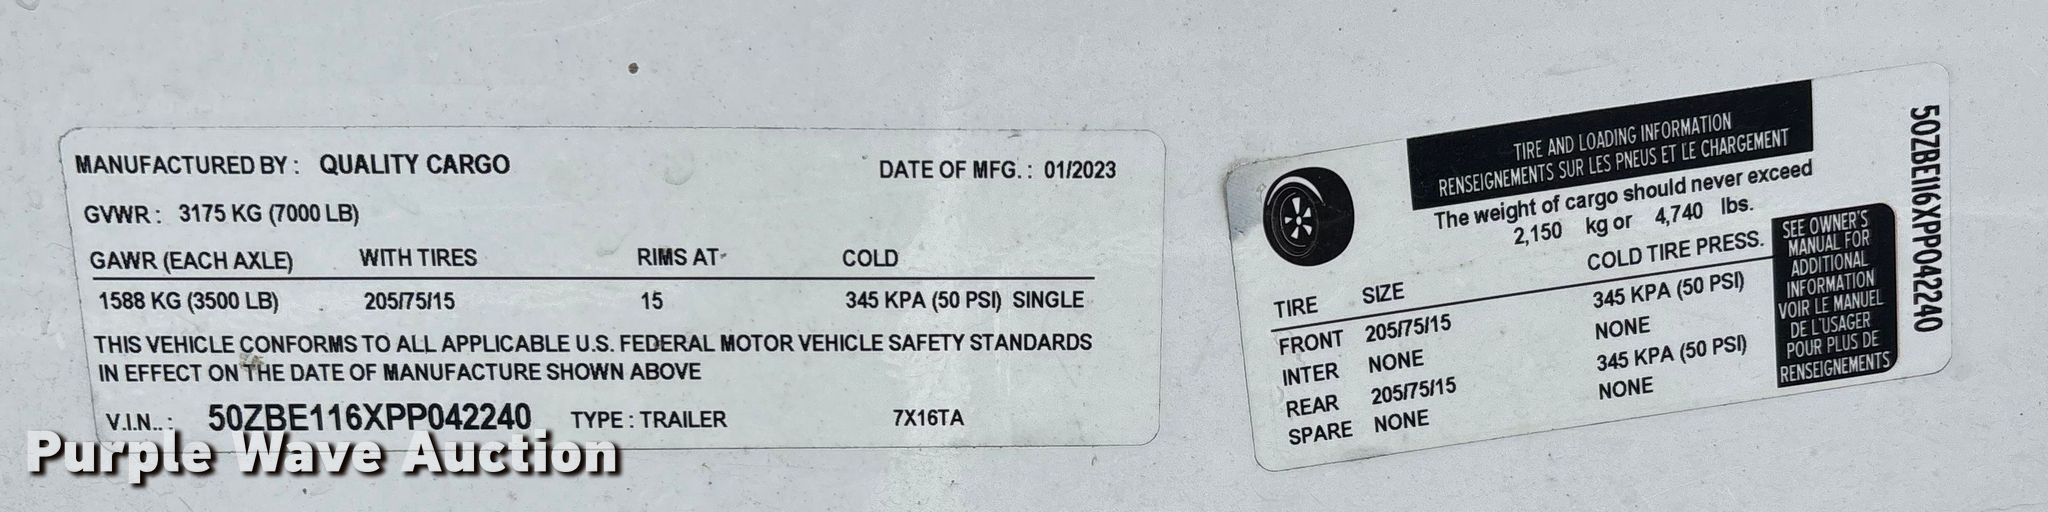 MANUFACTURED BY : QUALITY CARGO DATE OF MFG. : 01/2023
GVWR : 3175 KG (7000 LB)
GAWR (EACH AXLE) WITH TIRES RIMS AT COLD
1588 KG (3500 LB) 205/75/15 15 345 KPA (50 PSI) SINGLE
THIS VEHICLE CONFORMS TO ALL APPLICABLE U.S. FEDERAL MOTOR VEHICLE SAFETY STANDARDS
IN EFFECT ON THE DATE OF MANUFACTURE SHOWN ABOVE
V.I.N.. : 50ZBE116XPP042240 TYPE : TRAILER 7X16TA
Purple Wave Auction
TIRE AND LOADING INFORMATION
RENSEIGNEMENTS SUR LES PNEUS ET LE CHARGEMENT
The weight of cargo should never exceed
2,150 kg or 4,740 lbs.
TIRE SIZE COLD TIRE PRESS.
FRONT 205/75/15 345 KPA (50 PSI)
INTER NONE NONE
REAR 205/75/15 345 KPA (50 PSI)
SPARE NONE NONE
SEE OWNER'S
MANUAL FOR
ADDITIONAL
INFORMATION
VOIR LE MANUEL
DE L'USAGER
POUR PLUS DE
RENSEIGNEMENTS
50ZBE116XPP042240